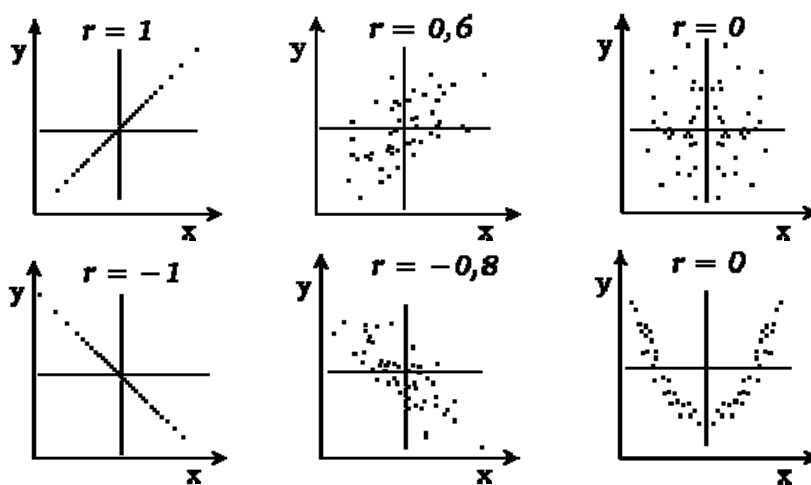 r = 1
y
x
r = 0,6
y
x
r = 0
y
x
r = −1
y
x
r = −0,8
y
x
r = 0
y
x